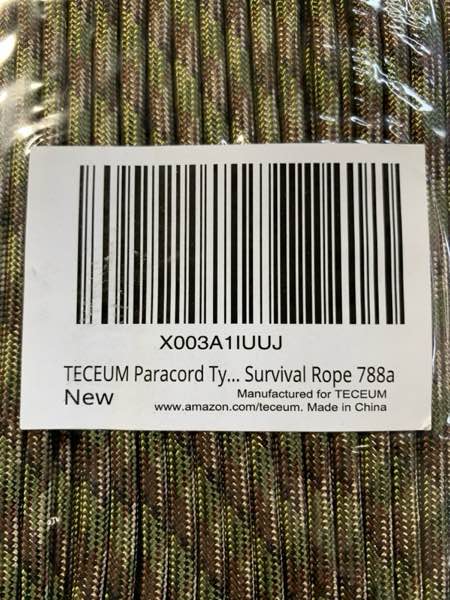 X003A1IUUJ
TECEUM Paracord Ty... Survival Rope 788a
New
Manufactured for TECEUM
www.amazon.com/teceum. Made in China